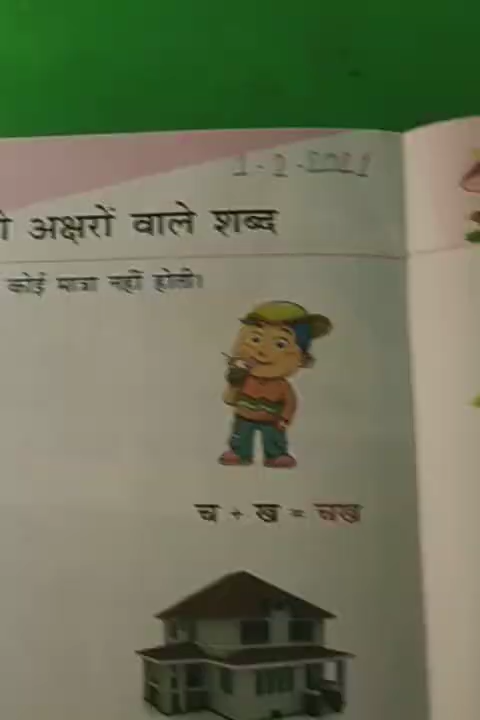 1-2-2021
अक्षरों वाले शब्द
कोई मात्रा नहीं होती।
च + ख = चख